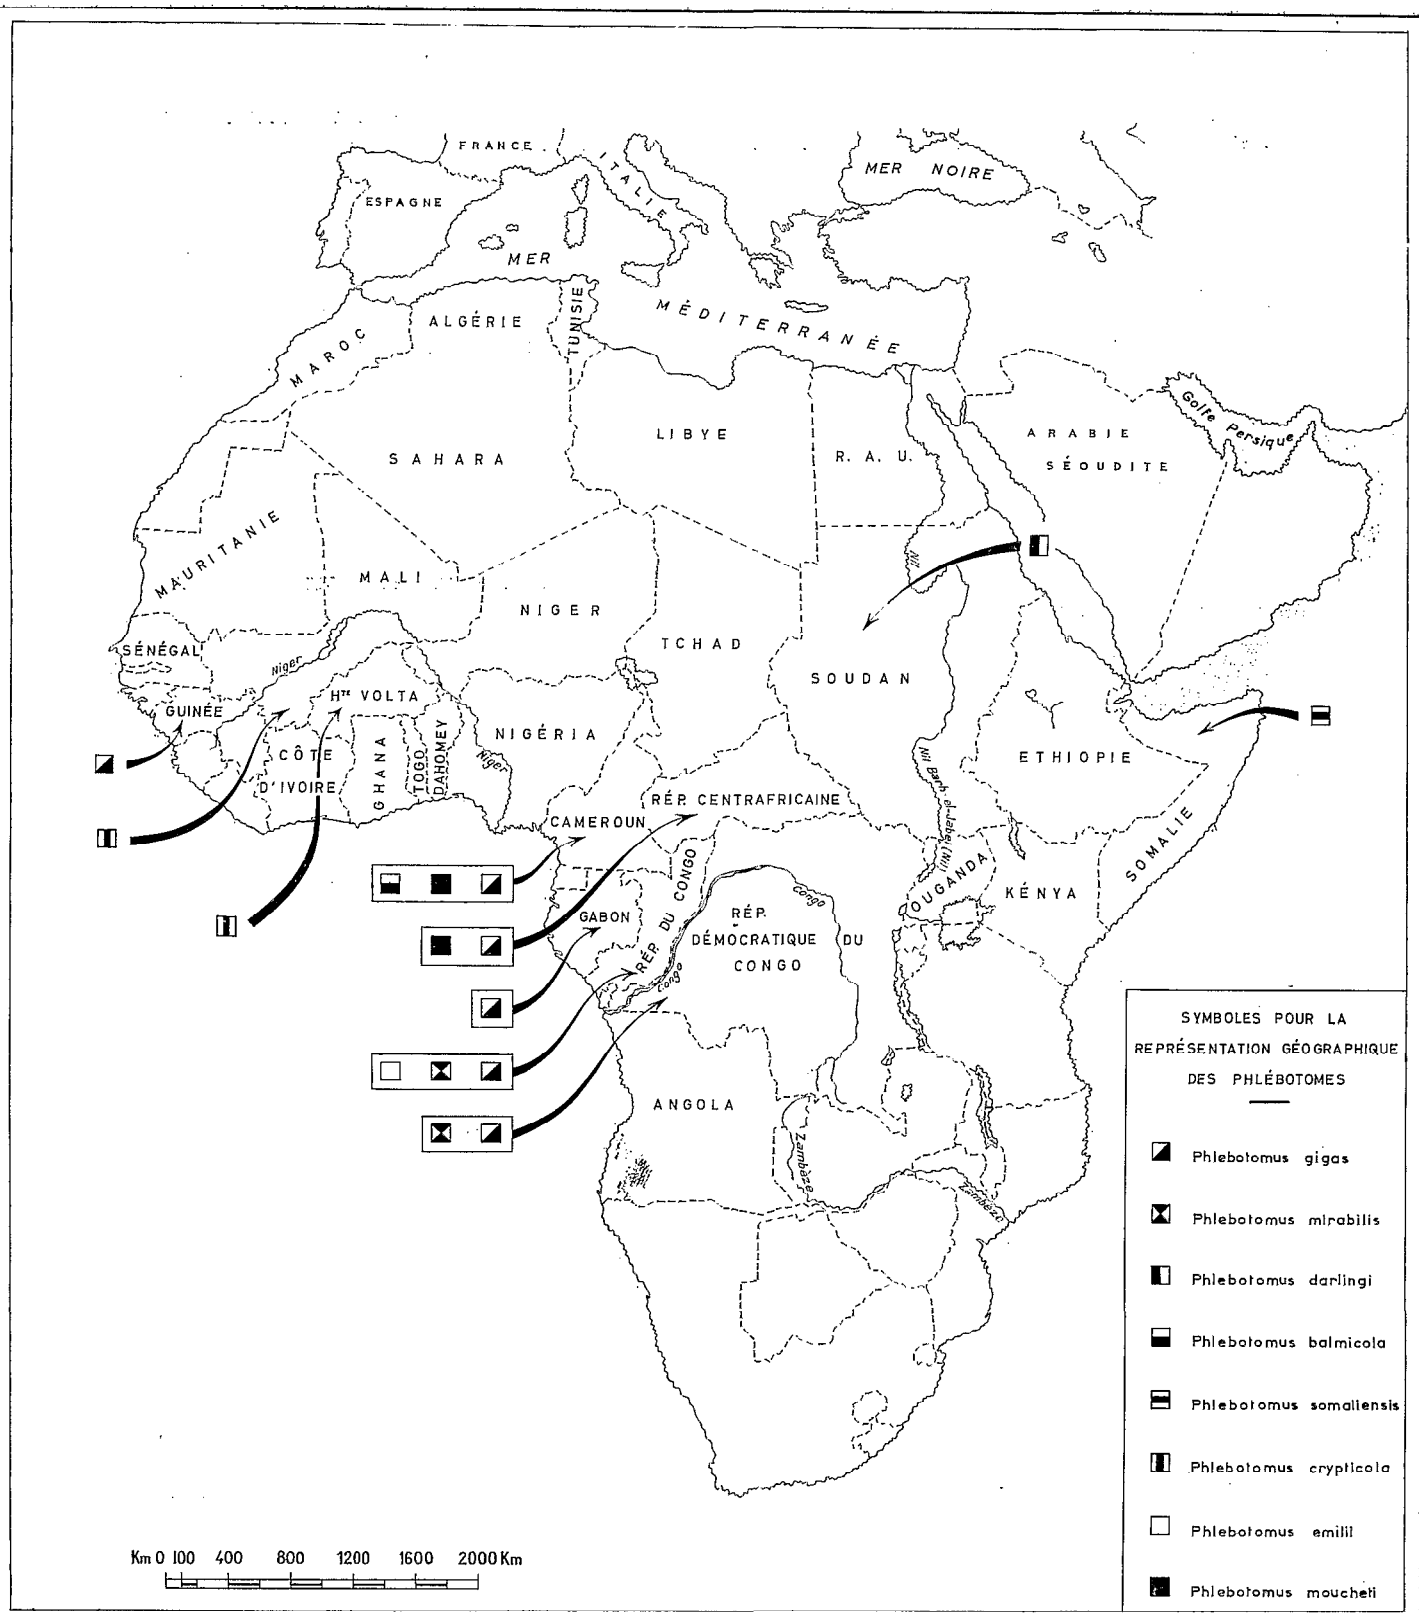 FRANCE.
ITALIE
MER NOIRE
ESPAGNE
MER
MÉDITERRANÉE
TUNISIE
ALGÉRIE
MAROC
Golfe Persique
LIBYE
R. A. U.
ARABIE
SÉOUDITE
SAHARA
MAURITANIE
MALI
Nil
NIGER
TCHAD
SOUDAN
SÉNÉGAL
Niger
GUINÉE
Hte VOLTA
NIGÉRIA
Niger
CÔTE
D'IVOIRE
GHANA
TOGO
DAHOMEY
ETHIOPIE
Nil Barh el-Jebel (Nil)
RÉP. CENTRAFRICAINE
CAMEROUN
SOMALIE
OUGANDA
KÉNYA
RÉP. DU CONGO
Congo
GABON
RÉP.
DÉMOCRATIQUE DU
CONGO
Congo
ANGOLA
Zambèze
Zambèze
SYMBOLES POUR LA
REPRÉSENTATION GÉOGRAPHIQUE
DES PHLÉBOTOMES
Phlebotomus gigas
Phlebotomus mirabilis
Phlebotomus darlingi
Phlebotomus balmicola
Phlebotomus somaliensis
Phlebotomus crypticola
Phlebotomus emilii
Phlebotomus moucheti
Km 0 100 400 800 1200 1600 2000 Km